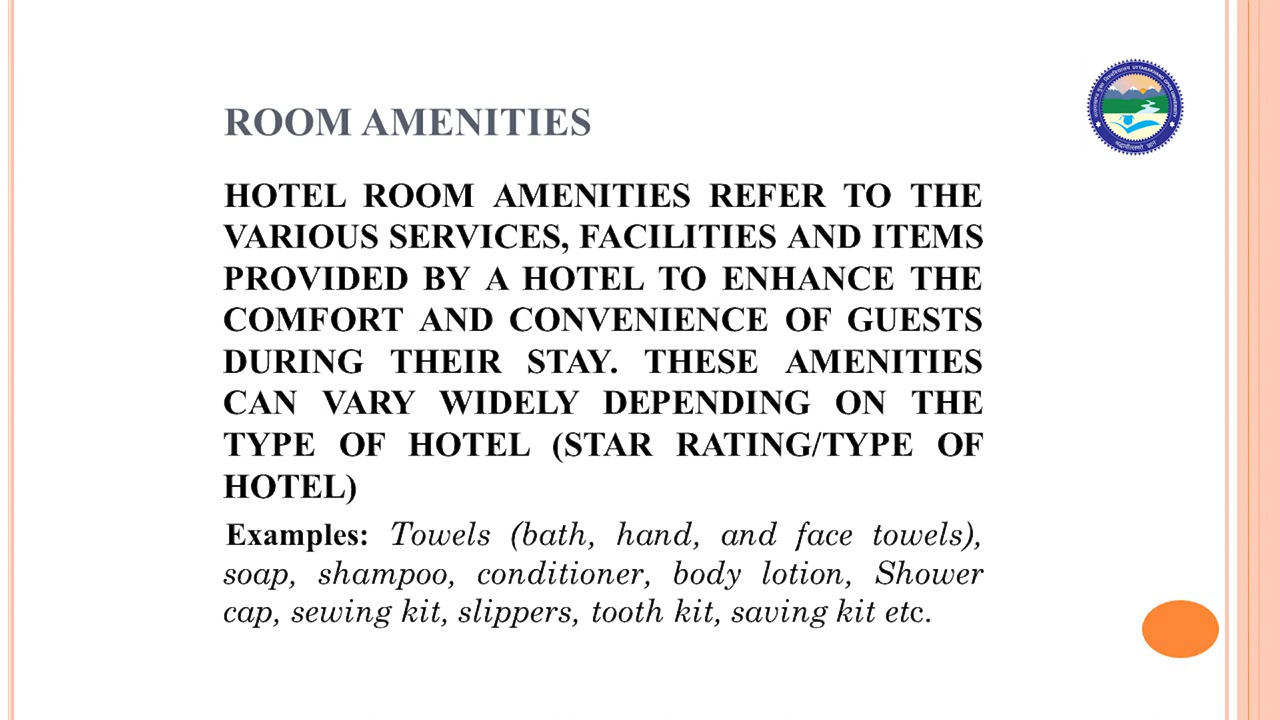 ROOM AMENITIES
HOTEL ROOM AMENITIES REFER TO THE
VARIOUS SERVICES, FACILITIES AND ITEMS
PROVIDED BY A HOTEL TO ENHANCE THE
COMFORT AND CONVENIENCE OF GUESTS
DURING THEIR STAY. THESE AMENITIES
CAN VARY WIDELY DEPENDING ON THE
TYPE OF HOTEL (STAR RATING/TYPE OF
HOTEL)
Examples: Towels (bath, hand, and face towels),
soap, shampoo, conditioner, body lotion, Shower
cap, sewing kit, slippers, tooth kit, saving kit etc.